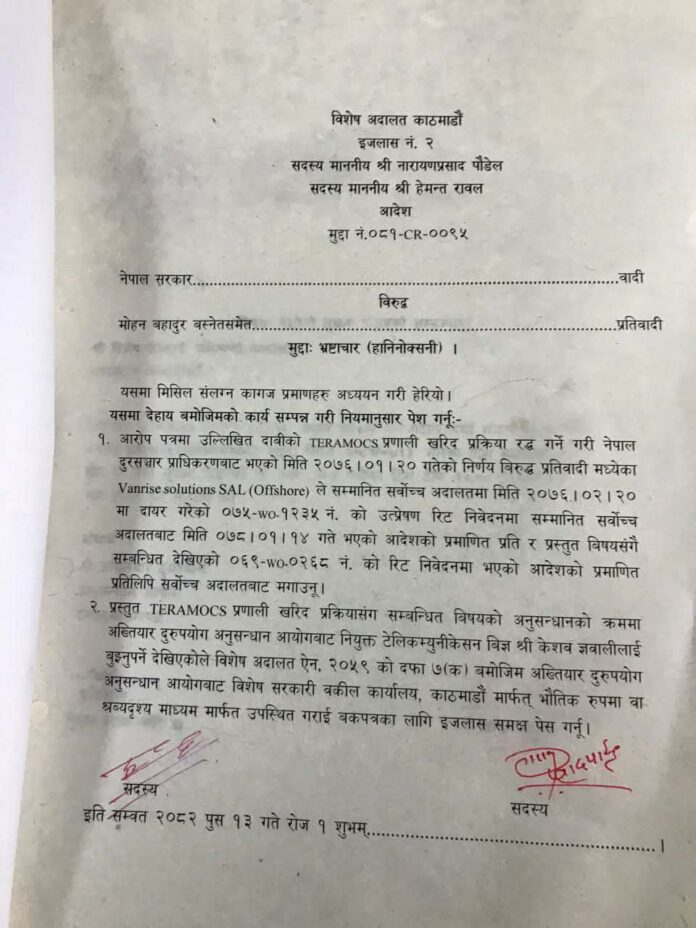 विशेष अदालत काठमाडौं
इजलास नं. २
सदस्य माननीय श्री नारायणप्रसाद पौडेल
सदस्य माननीय श्री हेमन्त रावल
आदेश
मुद्दा नं.०८१-CR-००९५
नेपाल सरकार.......................................................................वादी
विरुद्ध
मोहन बहादुर बस्नेतसमेत............................................................प्रतिवादी
मुद्दाः भ्रष्टाचार (हानिनोक्सानी) ।
यसमा मिसिल संलग्न कागज प्रमाणहरु अध्ययन गरी हेरियो।
यसमा देहाय बमोजिमको कार्य सम्पन्न गरी नियमानुसार पेश गर्नूः-
१. आरोप पत्रमा उल्लिखित दावीको TERAMOCS प्रणाली खरिद प्रक्रिया रद्ध गर्ने गरी नेपाल
दुरसञ्चार प्राधिकरणबाट भएको मिति २०७६।०१।२० गतेको निर्णय विरुद्ध प्रतिवादी मध्येका
Vanrise solutions SAL (Offshore) ले सम्मानित सर्वोच्च अदालतमा मिति २०७६।०२।२०
मा दायर गरेको ०७५-WO-१२३५ नं. को उत्प्रेषण रिट निवेदनमा सम्मानित सर्वोच्च
अदालतबाट मिति ०७८।०१।१४ गते भएको आदेशको प्रमाणित प्रति र प्रस्तुत विषयसंगै
सम्बन्धित देखिएको ०६९-WO-०२६८ नं. को रिट निवेदनमा भएको आदेशको प्रमाणित
प्रतिलिपि सर्वोच्च अदालतबाट मगाउनू।
२. प्रस्तुत TERAMOCS प्रणाली खरिद प्रक्रियासंग सम्बन्धित विषयको अनुसन्धानको क्रममा
अख्तियार दुरुपयोग अनुसन्धान आयोगबाट नियुक्त टेलिकम्युनीकेसन विज्ञ श्री केशव ज्ञवालीलाई
बुझ्नुपर्ने देखिएकोले विशेष अदालत ऐन, २०५९ को दफा ७(क) बमोजिम अख्तियार दुरुपयोग
अनुसन्धान आयोगबाट विशेष सरकारी वकील कार्यालय, काठमाडौं मार्फत् भौतिक रुपमा वा
श्रब्यदृश्य माध्यम मार्फत उपस्थित गराई बकपत्रका लागि इजलास समक्ष पेस गर्नू।
सदस्य
सदस्य
इति सम्वत २०८२ पुस १३ गते रोज १ शुभम्.................................................।